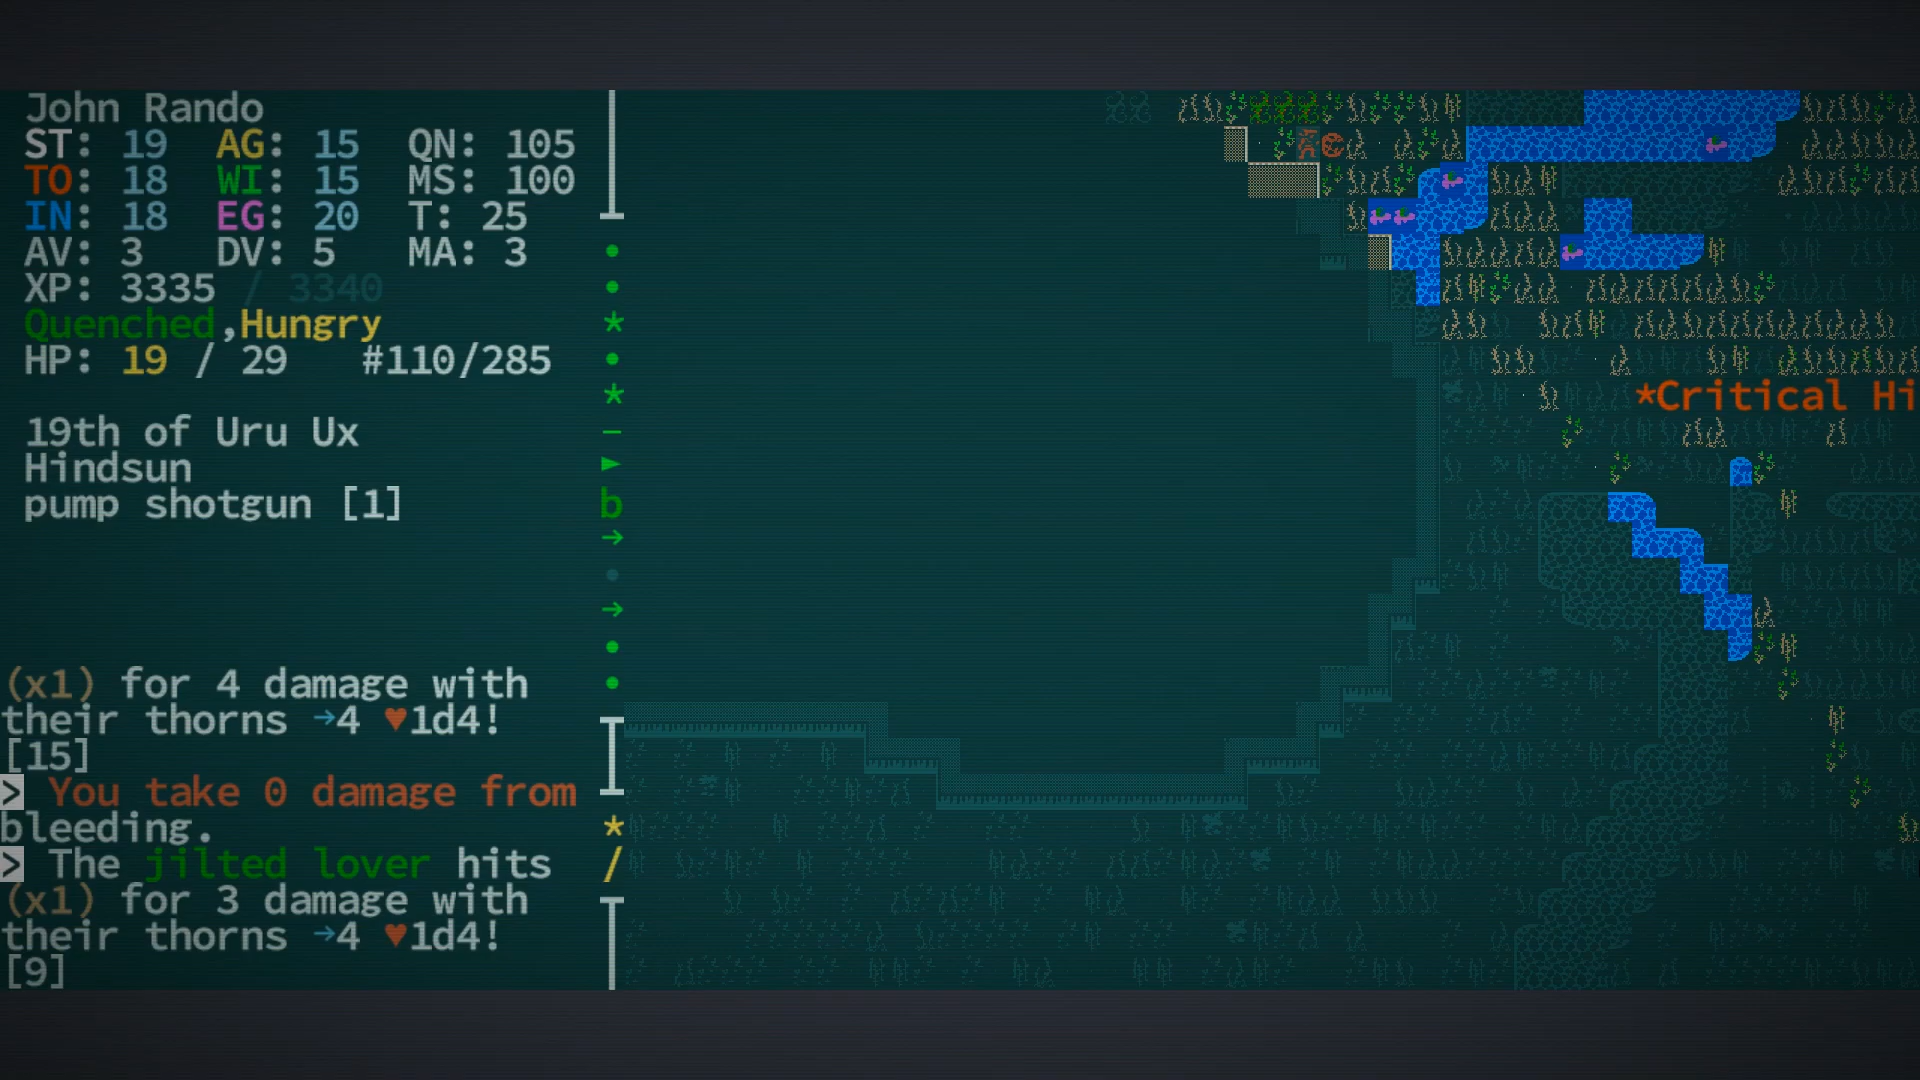 John Rando
ST: 19 AG: 15 QN: 105
TO: 18 WI: 15 MS: 100
IN: 18 EG: 20 T: 25
AV: 3 DV: 5 MA: 3
XP: 3335 / 3340
Quenched,Hungry
HP: 19 / 29 #110/285
19th of Uru Ux
Hindsun
pump shotgun [1]
b
*Critical Hi
(x1) for 4 damage with
their thorns →4 ♥1d4!
[15]
> You take 0 damage from
bleeding.
> The jilted lover hits
(x1) for 3 damage with
their thorns →4 ♥1d4!
[9]